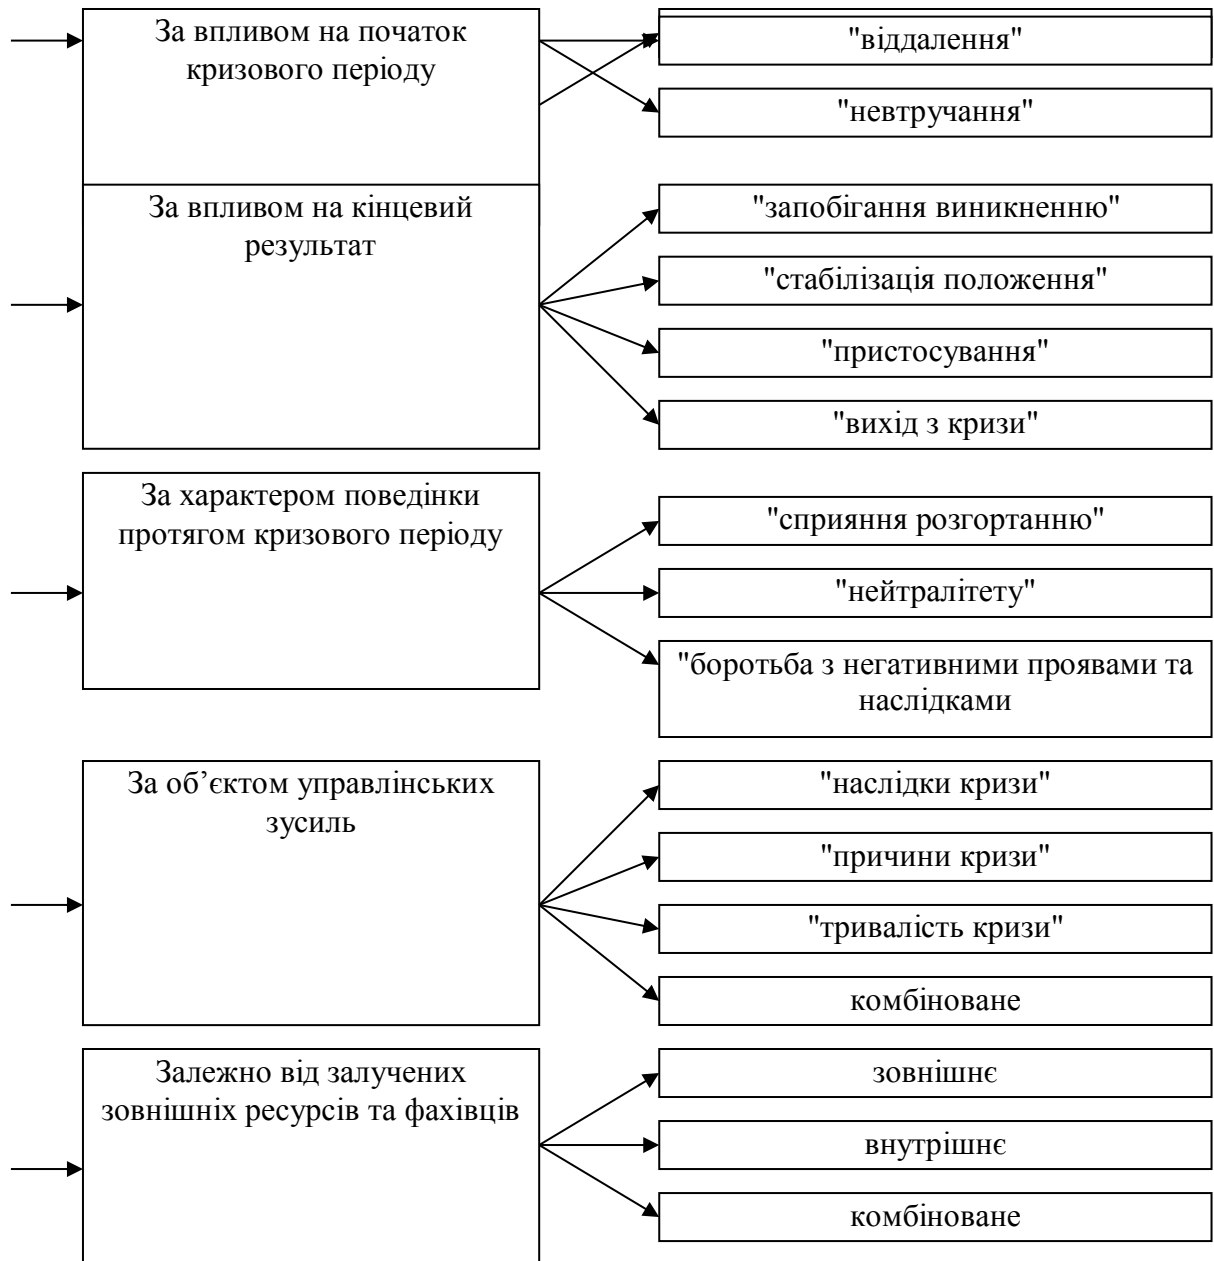 За впливом на початок
кризового періоду
"віддалення"
"невтручання"
За впливом на кінцевий
результат
"запобігання виникненню"
"стабілізація положення"
"пристосування"
"вихід з кризи"
За характером поведінки
протягом кризового періоду
"сприяння розгортанню"
"нейтралітету"
"боротьба з негативними проявами та
наслідками
За об’єктом управлінських
зусиль
"наслідки кризи"
"причини кризи"
"тривалість кризи"
комбіноване
Залежно від залучених
зовнішніх ресурсів та фахівців
зовнішнє
внутрішнє
комбіноване